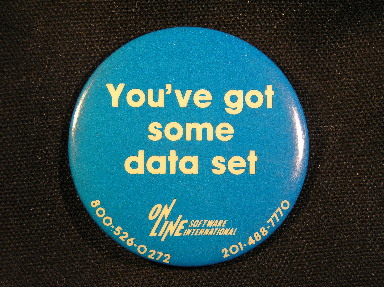 You've got
some
data set
ON
LINE SOFTWARE
INTERNATIONAL
800-526-0272
201-488-7770